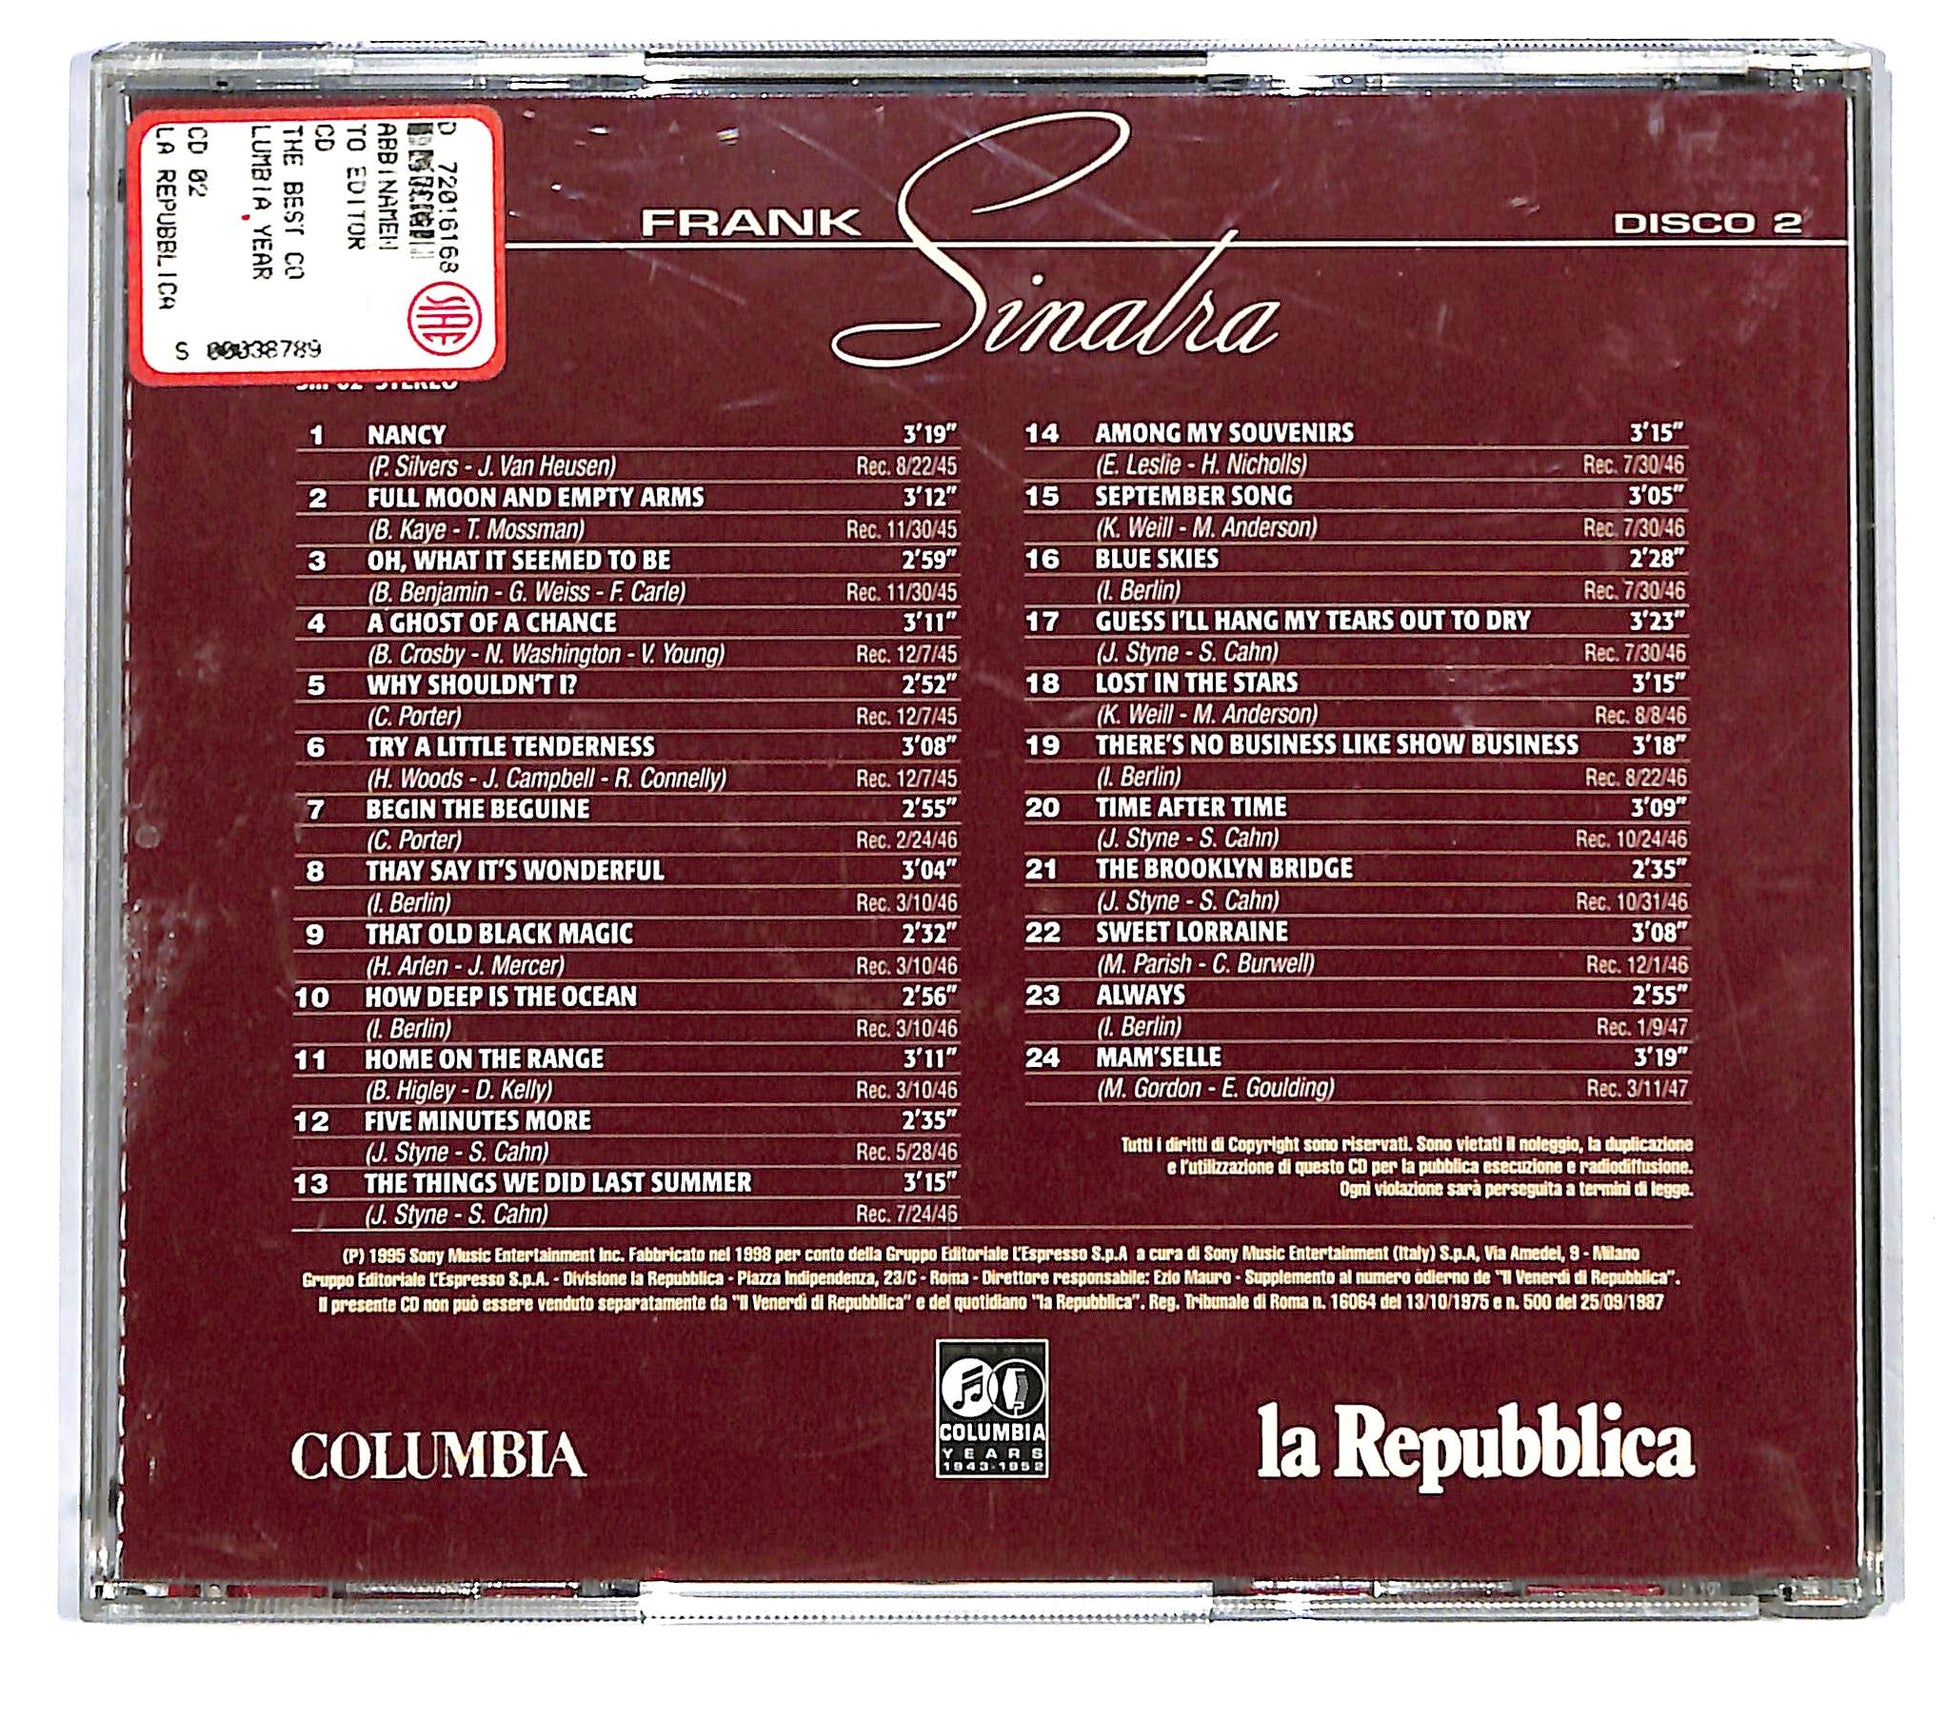 D 72016168
ABBINAMEN
TO EDITOR
CD
THE BEST CO
LUMBIA YEAR
CD 02
LA REPUBBLICA
SIAE
FRANK Sinatra
DISCO 2
STEREO
1 NANCY 3'19"
(P. Silvers - J. Van Heusen) Rec. 8/22/45
2 FULL MOON AND EMPTY ARMS 3'12"
(B. Kaye - T. Mossman) Rec. 11/30/45
3 OH, WHAT IT SEEMED TO BE 2'59"
(B. Benjamin - G. Weiss - F. Carle) Rec. 11/30/45
4 A GHOST OF A CHANCE 3'11"
(B. Crosby - N. Washington - V. Young) Rec. 12/7/45
5 WHY SHOULDN'T I? 2'52"
(C. Porter) Rec. 12/7/45
6 TRY A LITTLE TENDERNESS 3'08"
(H. Woods - J. Campbell - R. Connelly) Rec. 12/7/45
7 BEGIN THE BEGUINE 2'55"
(C. Porter) Rec. 2/24/46
8 THAY SAY IT'S WONDERFUL 3'04"
(I. Berlin) Rec. 3/10/46
9 THAT OLD BLACK MAGIC 2'32"
(H. Arlen - J. Mercer) Rec. 3/10/46
10 HOW DEEP IS THE OCEAN 2'56"
(I. Berlin) Rec. 3/10/46
11 HOME ON THE RANGE 3'11"
(B. Higley - D. Kelly) Rec. 3/10/46
12 FIVE MINUTES MORE 2'35"
(J. Styne - S. Cahn) Rec. 5/28/46
13 THE THINGS WE DID LAST SUMMER 3'15"
(J. Styne - S. Cahn) Rec. 7/24/46
14 AMONG MY SOUVENIRS 3'15"
(E. Leslie - H. Nicholls) Rec. 7/30/46
15 SEPTEMBER SONG 3'05"
(K. Weill - M. Anderson) Rec. 7/30/46
16 BLUE SKIES 2'28"
(I. Berlin) Rec. 7/30/46
17 GUESS I'LL HANG MY TEARS OUT TO DRY 3'23"
(J. Styne - S. Cahn) Rec. 7/30/46
18 LOST IN THE STARS 3'15"
(K. Weill - M. Anderson) Rec. 8/8/46
19 THERE'S NO BUSINESS LIKE SHOW BUSINESS 3'18"
(I. Berlin) Rec. 8/22/46
20 TIME AFTER TIME 3'09"
(J. Styne - S. Cahn) Rec. 10/24/46
21 THE BROOKLYN BRIDGE 2'35"
(J. Styne - S. Cahn) Rec. 10/31/46
22 SWEET LORRAINE 3'08"
(M. Parish - C. Burwell) Rec. 12/1/46
23 ALWAYS 2'55"
(I. Berlin) Rec. 1/9/47
24 MAM'SELLE 3'19"
(M. Gordon - E. Goulding) Rec. 3/11/47
Tutti i diritti di Copyright sono riservati. Sono vietati il noleggio, la duplicazione
e l'utilizzazione di questo CD per la pubblica esecuzione e radiodiffusione.
Ogni violazione sarà perseguita a termini di legge.
(P) 1995 Sony Music Entertainment Inc. Fabbricato nel 1998 per conto della Gruppo Editoriale L'Espresso S.p.A a cura di Sony Music Entertainment (Italy) S.p.A, Via Amedei, 9 - Milano
Gruppo Editoriale L'Espresso S.p.A. - Divisione la Repubblica - Piazza Indipendenza, 23/C - Roma - Direttore responsabile: Ezio Mauro - Supplemento al numero odierno de "Il Venerdì di Repubblica".
Il presente CD non può essere venduto separatamente da "Il Venerdì di Repubblica" e del quotidiano "la Repubblica". Reg. Tribunale di Roma n. 16064 del 13/10/1975 e n. 500 del 25/09/1987
COLUMBIA
COLUMBIA
YEARS
1943-1952
la Repubblica